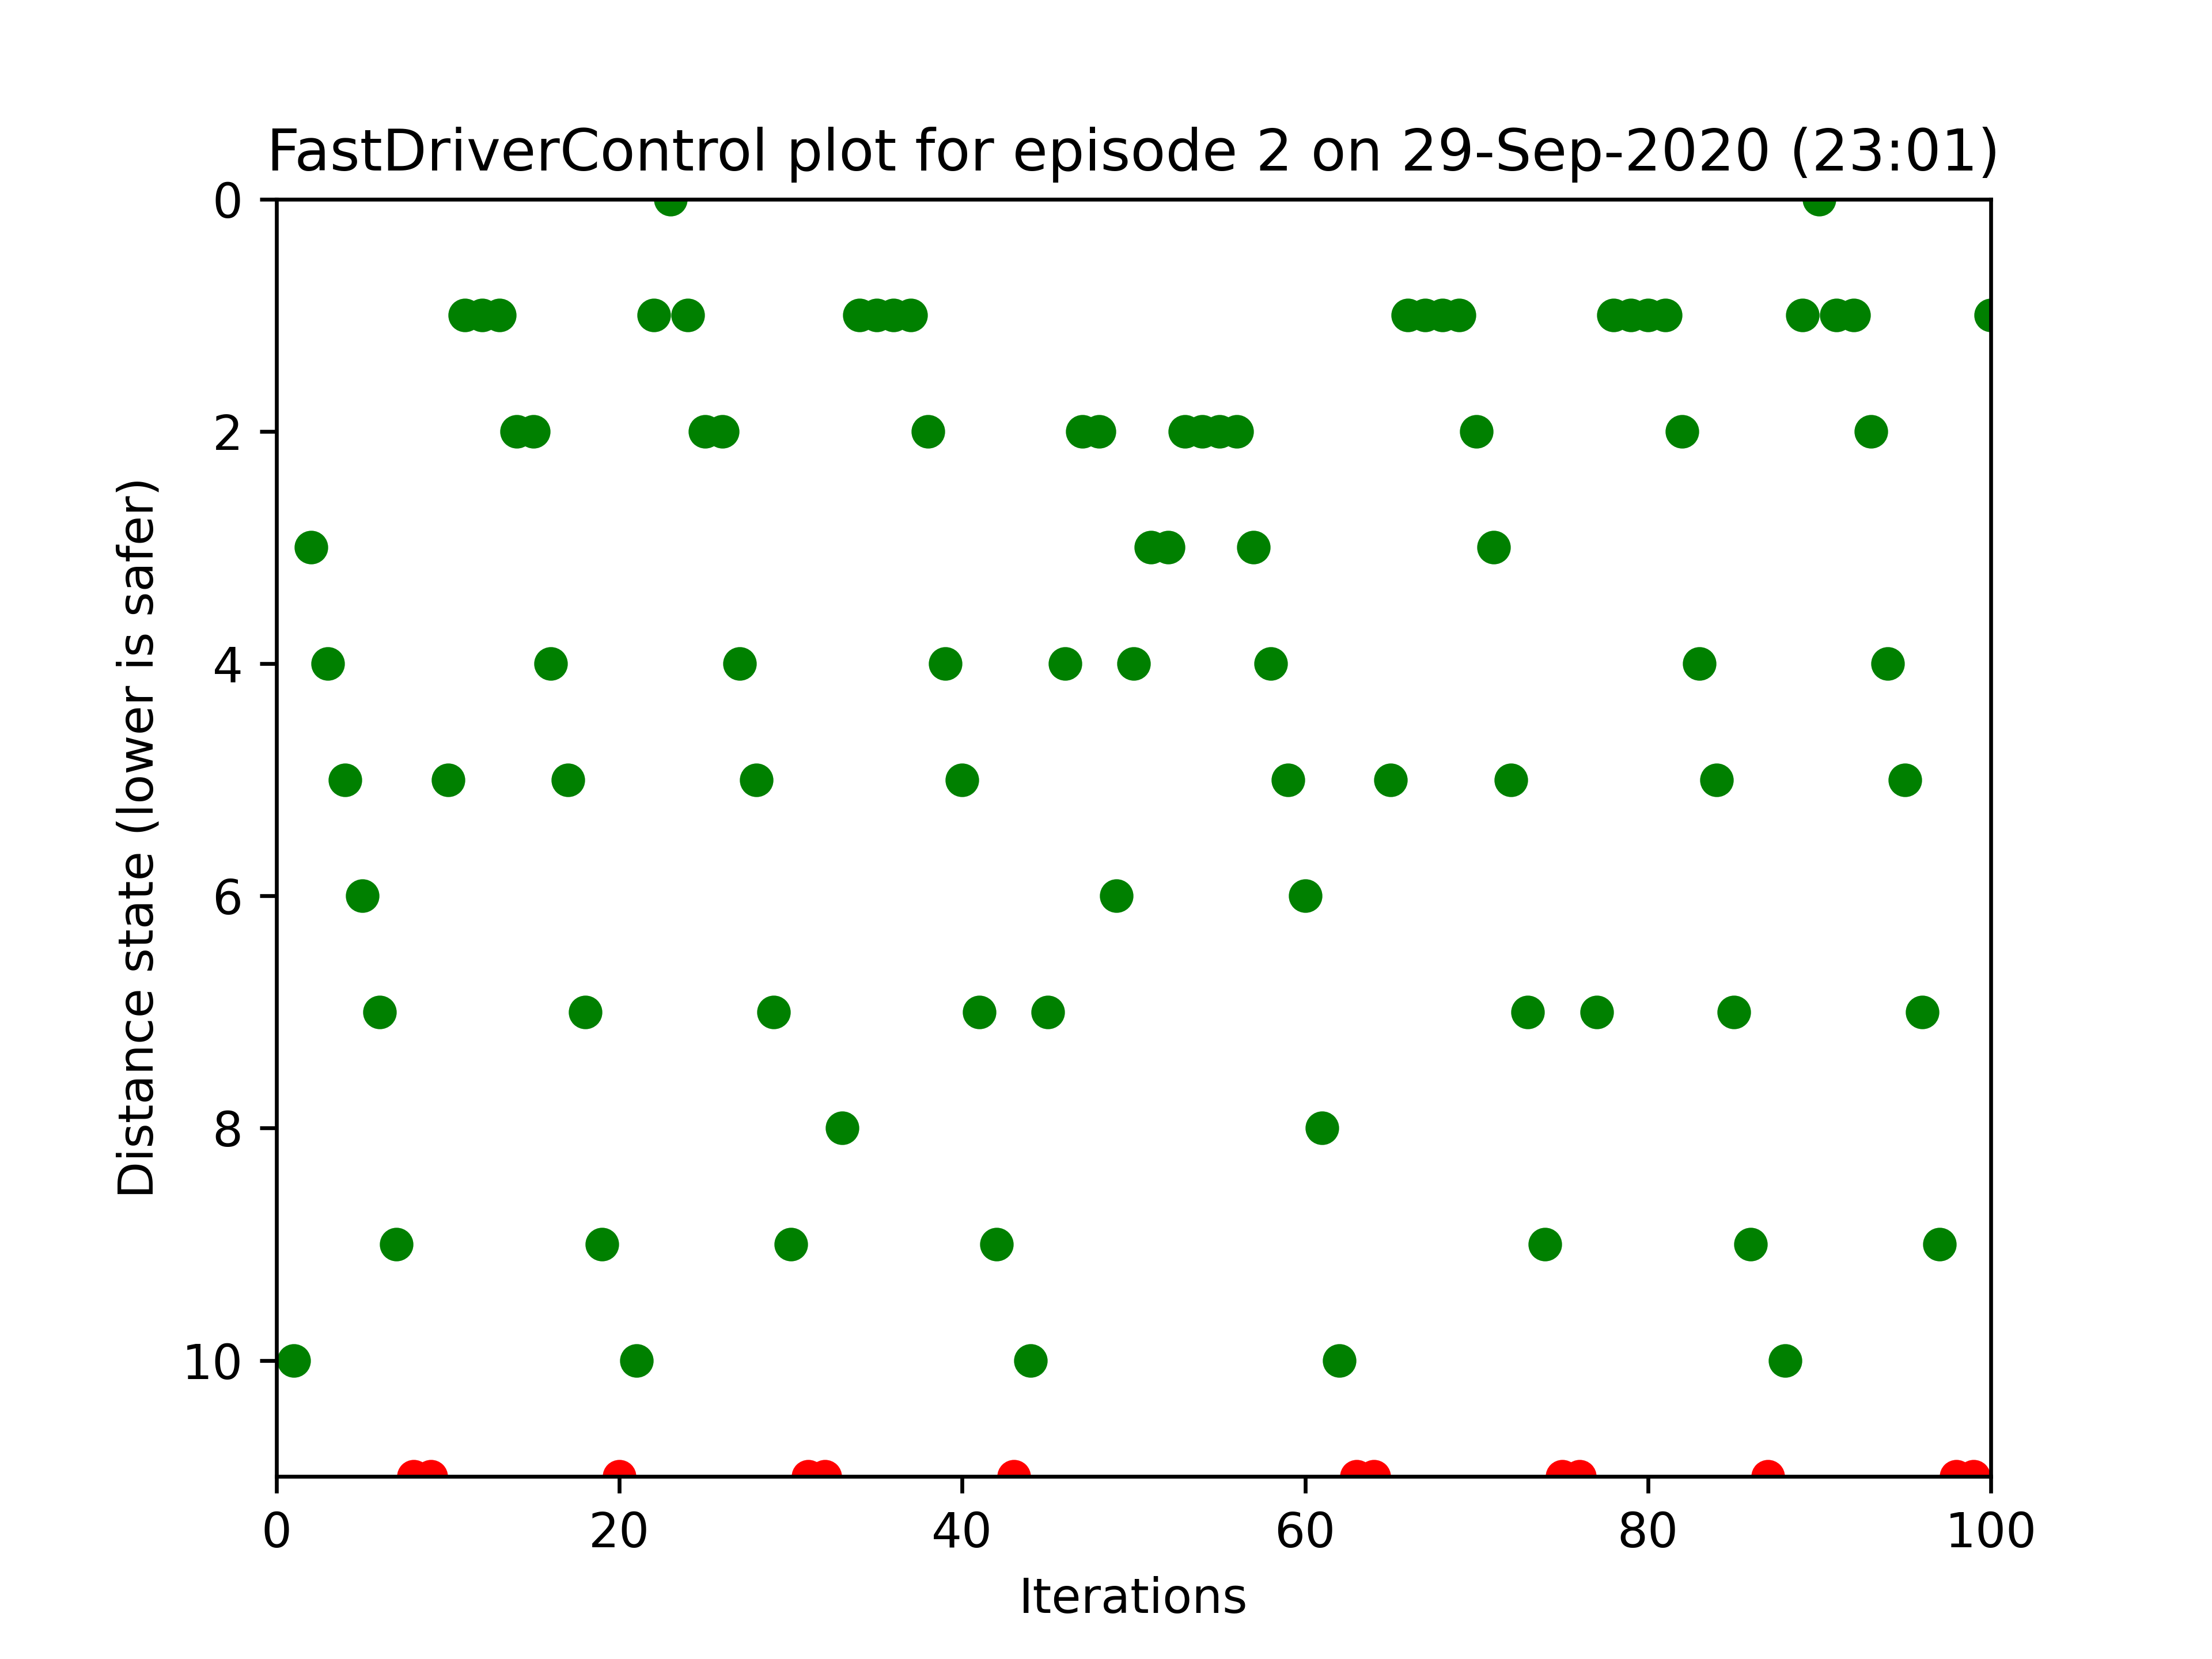 FastDriverControl plot for episode 2 on 29-Sep-2020 (23:01)
0
2
4
6
8
10
Distance state (lower is safer)
0 20 40 60 80 100
Iterations